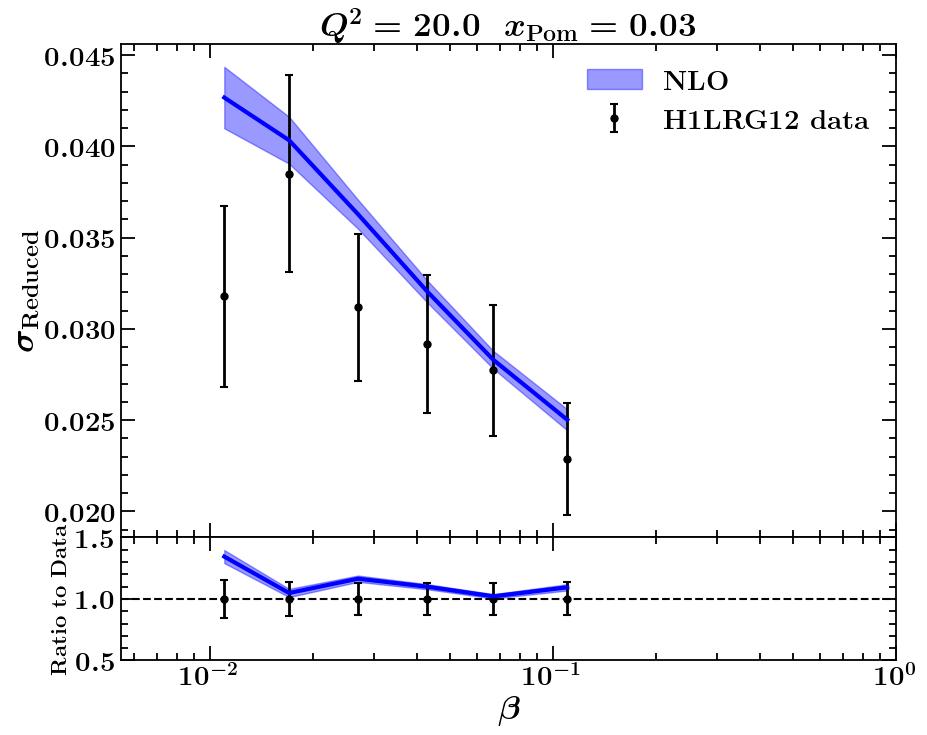 Q² = 20.0 x_Pom = 0.03
0.045
0.040
0.035
0.030
0.025
0.020
σ_Reduced
NLO
H1LRG12 data
1.5
1.0
0.5
Ratio to Data
10⁻² 10⁻¹ 10⁰
β